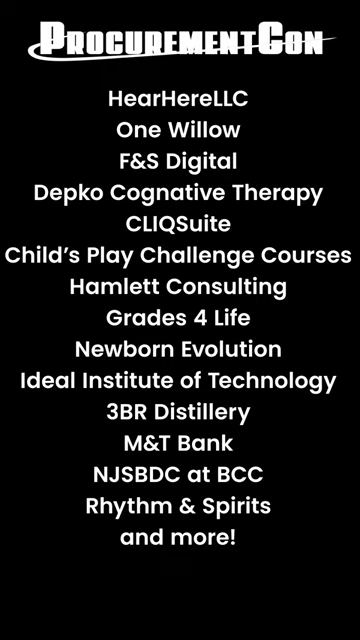 ProcurementCon
HearHereLLC
One Willow
F&S Digital
Depko Cognative Therapy
CLIQSuite
Child's Play Challenge Courses
Hamlett Consulting
Grades 4 Life
Newborn Evolution
Ideal Institute of Technology
3BR Distillery
M&T Bank
NJSBDC at BCC
Rhythm & Spirits
and more!